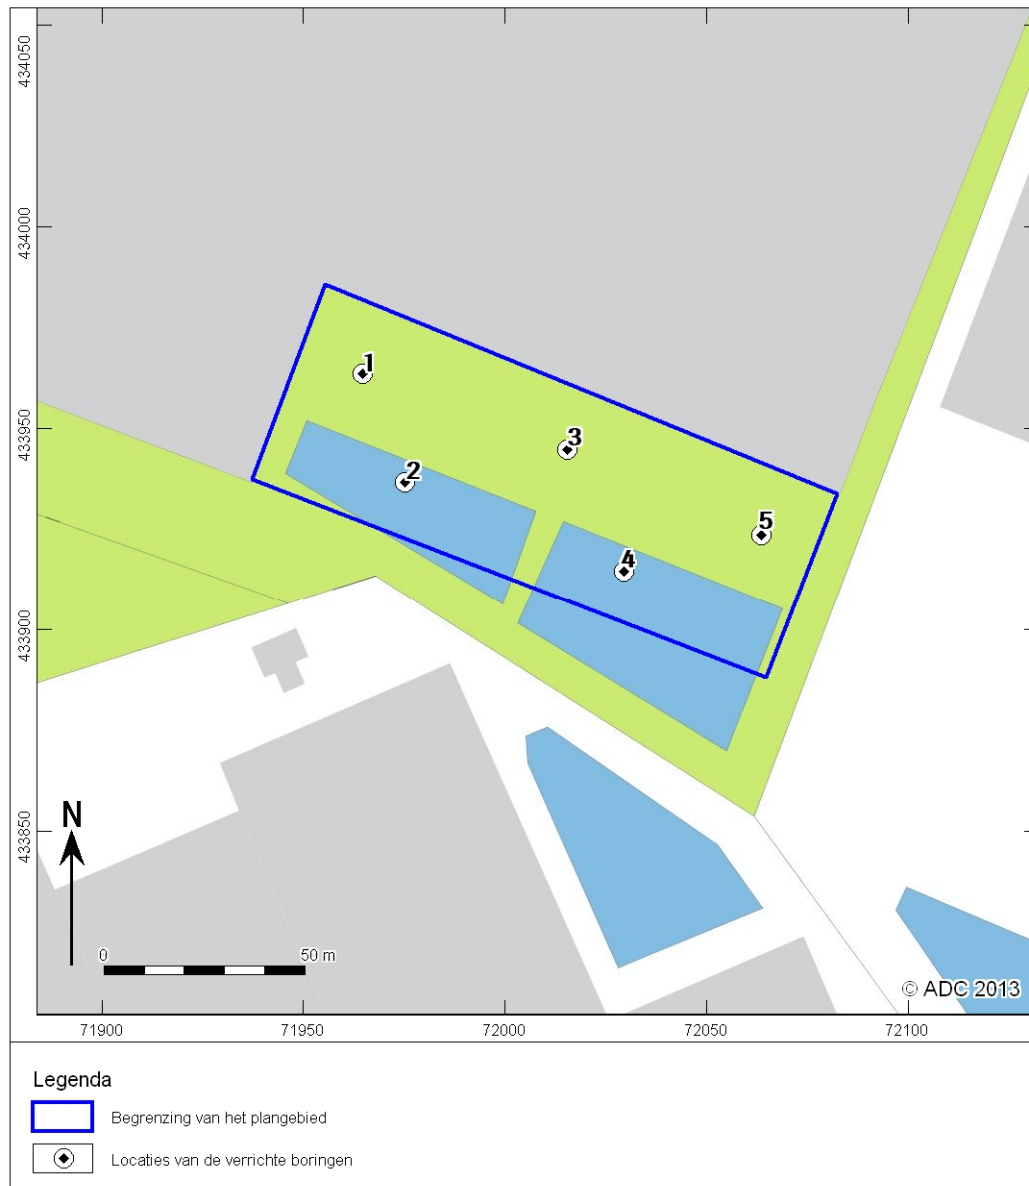 434050
434000
433950
433900
433850
1
2
3
4
5
N
0 50 m
© ADC 2013
71900 71950 72000 72050 72100
Legenda
Begrenzing van het plangebied
Locaties van de verrichte boringen